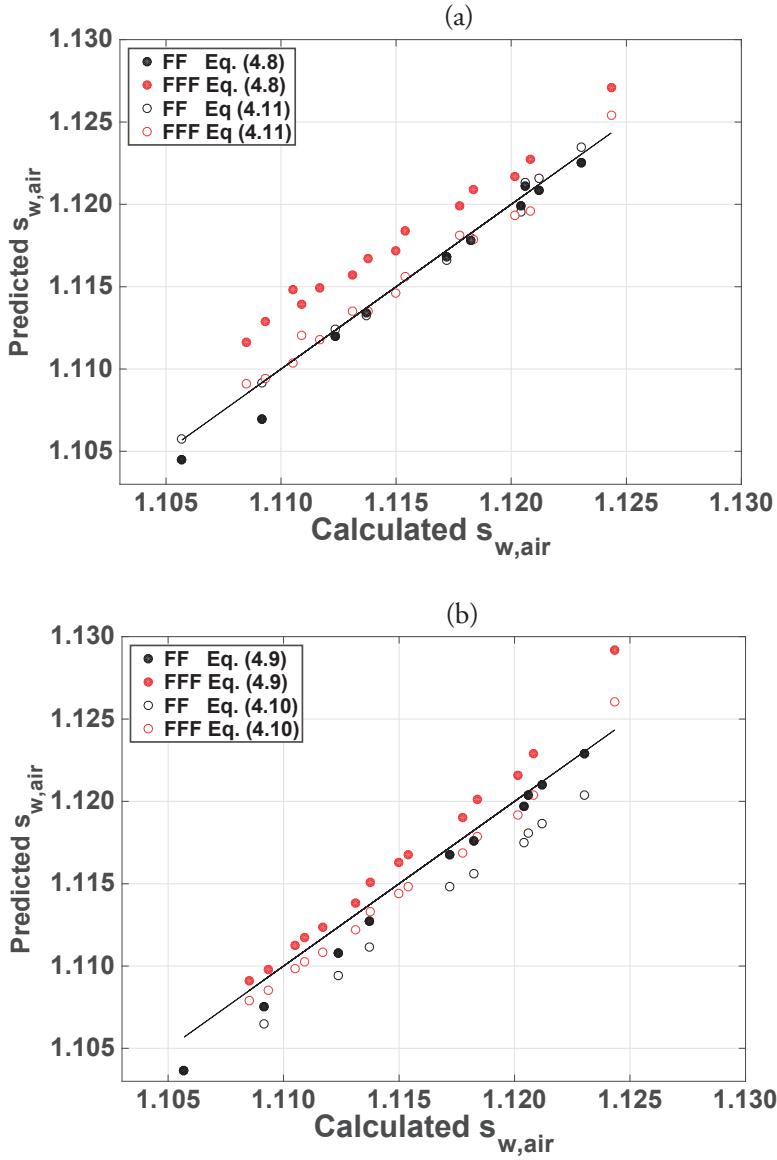 (a)
1.130
1.125
1.120
1.115
1.110
1.105
Predicted s_w,air
FF Eq. (4.8)
FFF Eq. (4.8)
FF Eq (4.11)
FFF Eq (4.11)
1.105 1.110 1.115 1.120 1.125 1.130
Calculated s_w,air
(b)
1.130
1.125
1.120
1.115
1.110
1.105
Predicted s_w,air
FF Eq. (4.9)
FFF Eq. (4.9)
FF Eq. (4.10)
FFF Eq. (4.10)
1.105 1.110 1.115 1.120 1.125 1.130
Calculated s_w,air